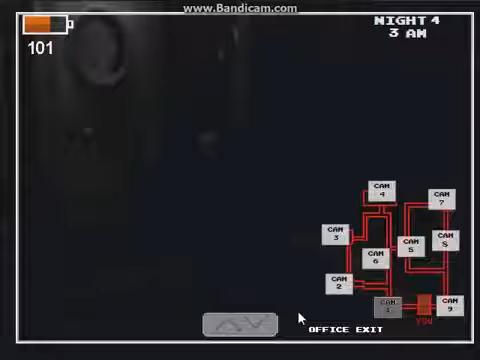 www.Bandicam.com
NIGHT 4
3 AM
101
CAM
4
CAM
7
CAM
3
CAM
5
CAM
8
CAM
6
CAM
2
CAM
1
YOU
CAM
9
OFFICE EXIT